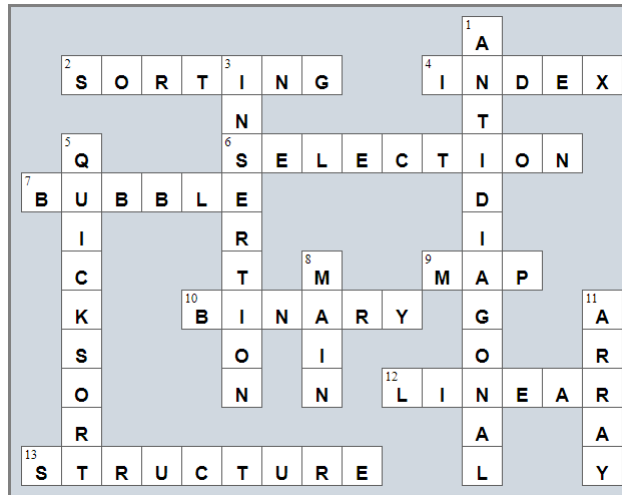 1
A
2 3 4
S O R T I N G I N D E X
N T
5 6
Q S E L E C T I O N
7
B U B B L E D
I R I
8 9
C T M M A P
10 11
K B I N A R Y G A
S O I O R
12
O N N L I N E A R
R A A
13
S T R U C T U R E L Y